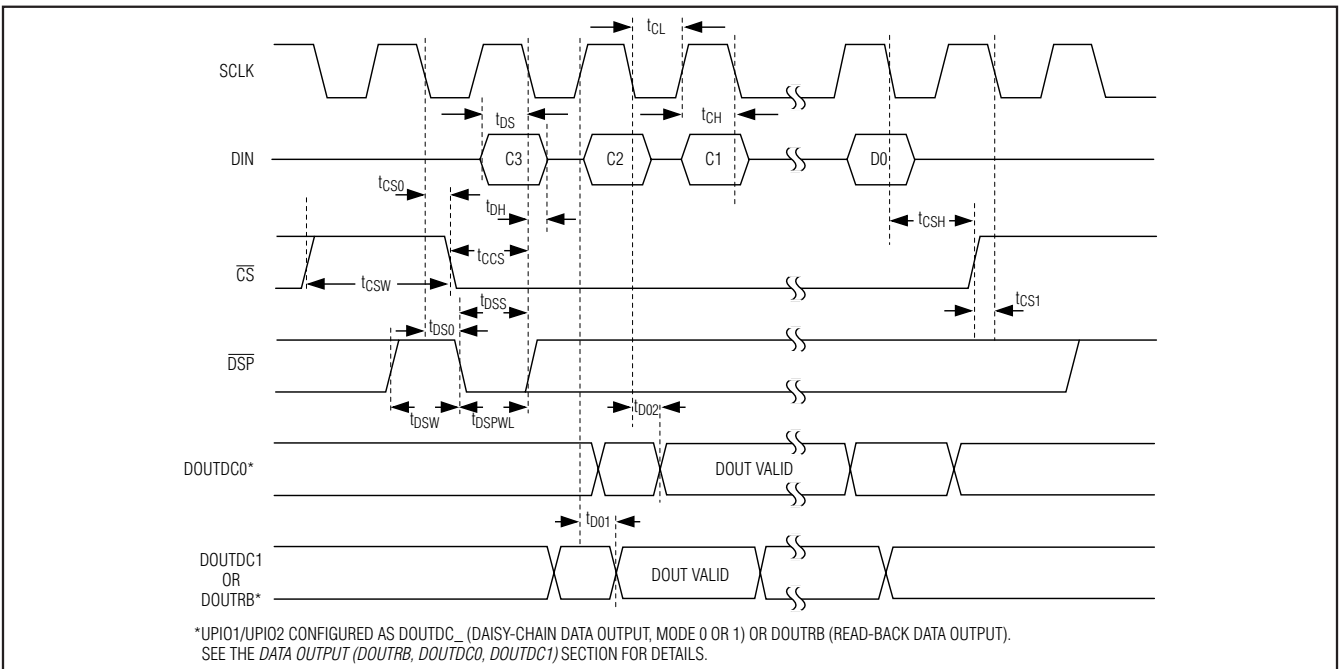 tCL
SCLK
tDS
tCH
DIN
C3
C2
C1
D0
tCS0
tDH
tCSH
tCCS
CS
tCSW
tDSS
tCS1
tDS0
DSP
tD02
tDSW
tDSPWL
DOUTDC0*
DOUT VALID
tD01
DOUTDC1
OR
DOUTRB*
DOUT VALID
*UPIO1/UPIO2 CONFIGURED AS DOUTDC_ (DAISY-CHAIN DATA OUTPUT, MODE 0 OR 1) OR DOUTRB (READ-BACK DATA OUTPUT).
SEE THE DATA OUTPUT (DOUTRB, DOUTDC0, DOUTDC1) SECTION FOR DETAILS.